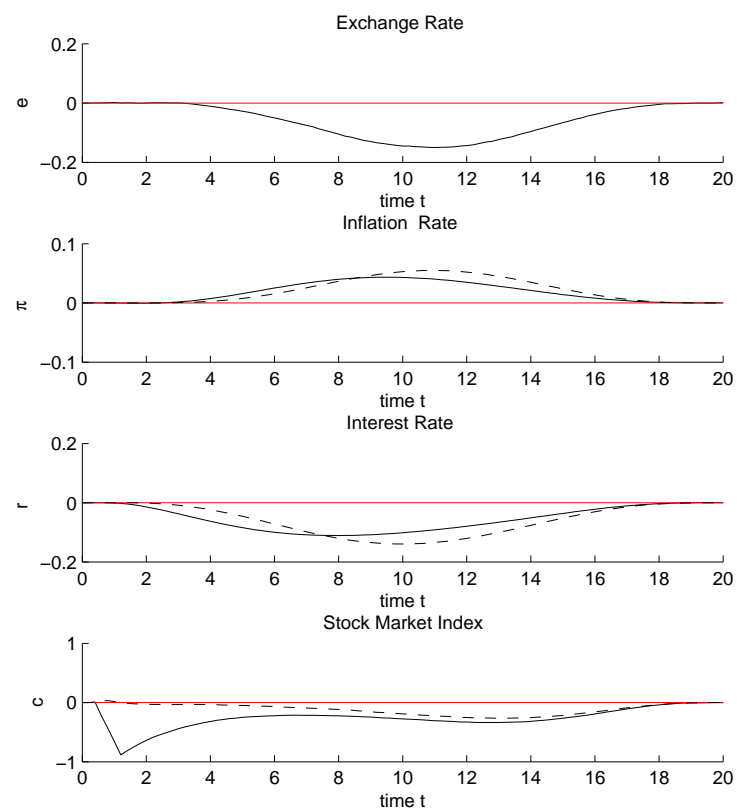 Exchange Rate
0.2
0
−0.2
e
0 2 4 6 8 10 12 14 16 18 20
time t
Inflation Rate
0.1
0
−0.1
π
0 2 4 6 8 10 12 14 16 18 20
time t
Interest Rate
0.2
0
−0.2
r
0 2 4 6 8 10 12 14 16 18 20
time t
Stock Market Index
1
0
−1
c
0 2 4 6 8 10 12 14 16 18 20
time t